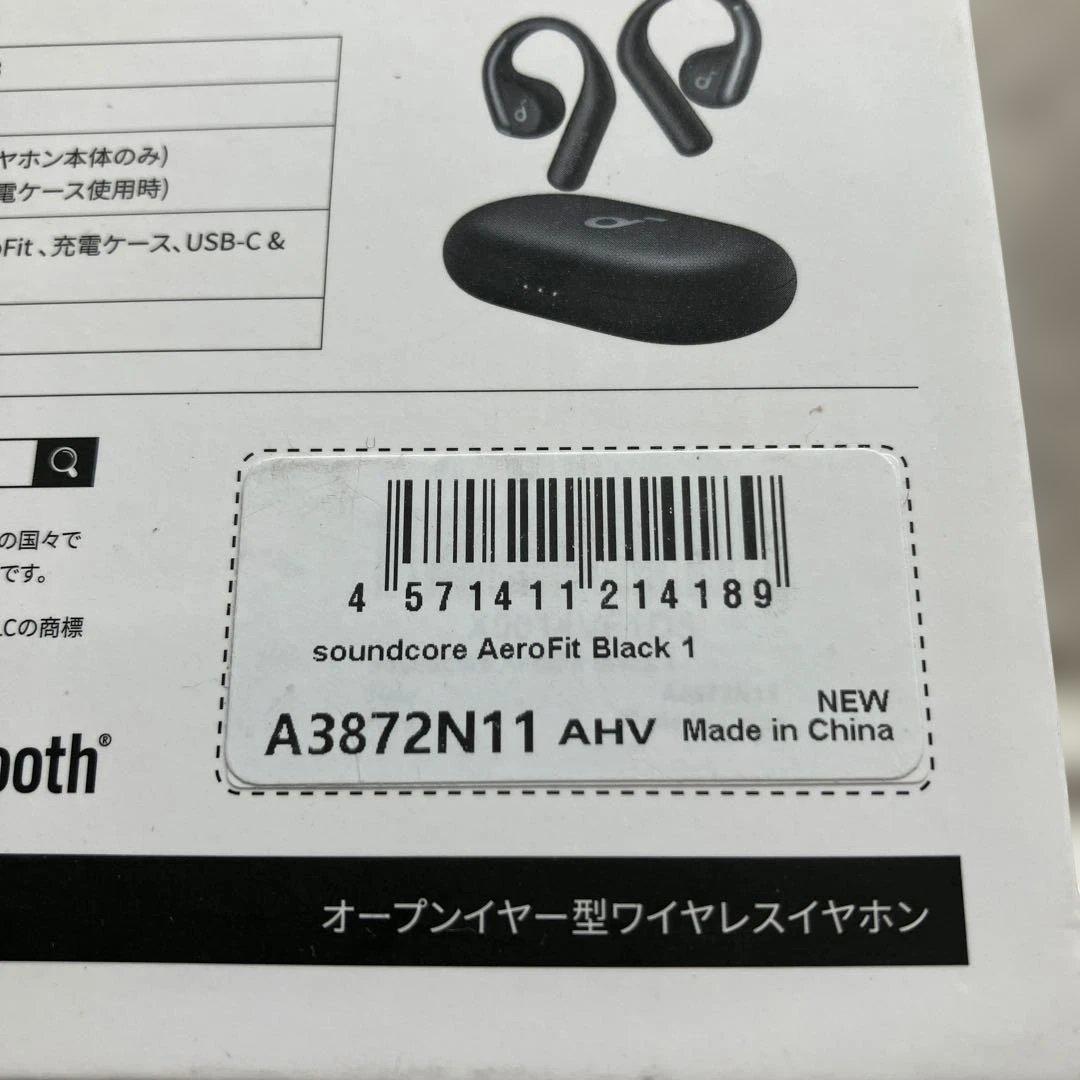 ヤホン本体のみ)
電ケース使用時)
oFit、充電ケース、USB-C &
の国々で
です。
LCの商標
4 571411 214189
soundcore AeroFit Black 1
NEW
A3872N11 AHV Made in China
ooth®
オープンイヤー型ワイヤレスイヤホン